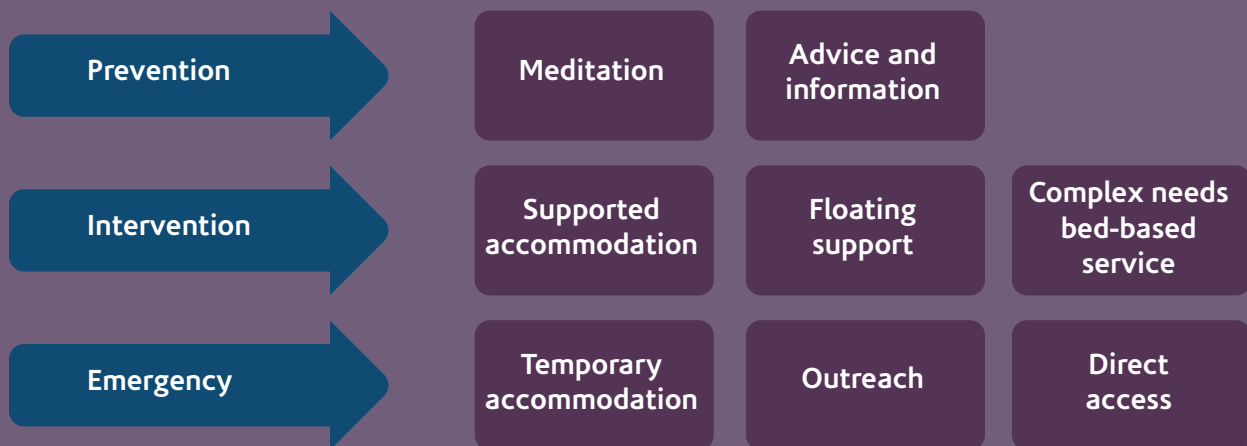 Prevention
Meditation
Advice and
information
Intervention
Supported
accommodation
Floating
support
Complex needs
bed-based
service
Emergency
Temporary
accommodation
Outreach
Direct
access